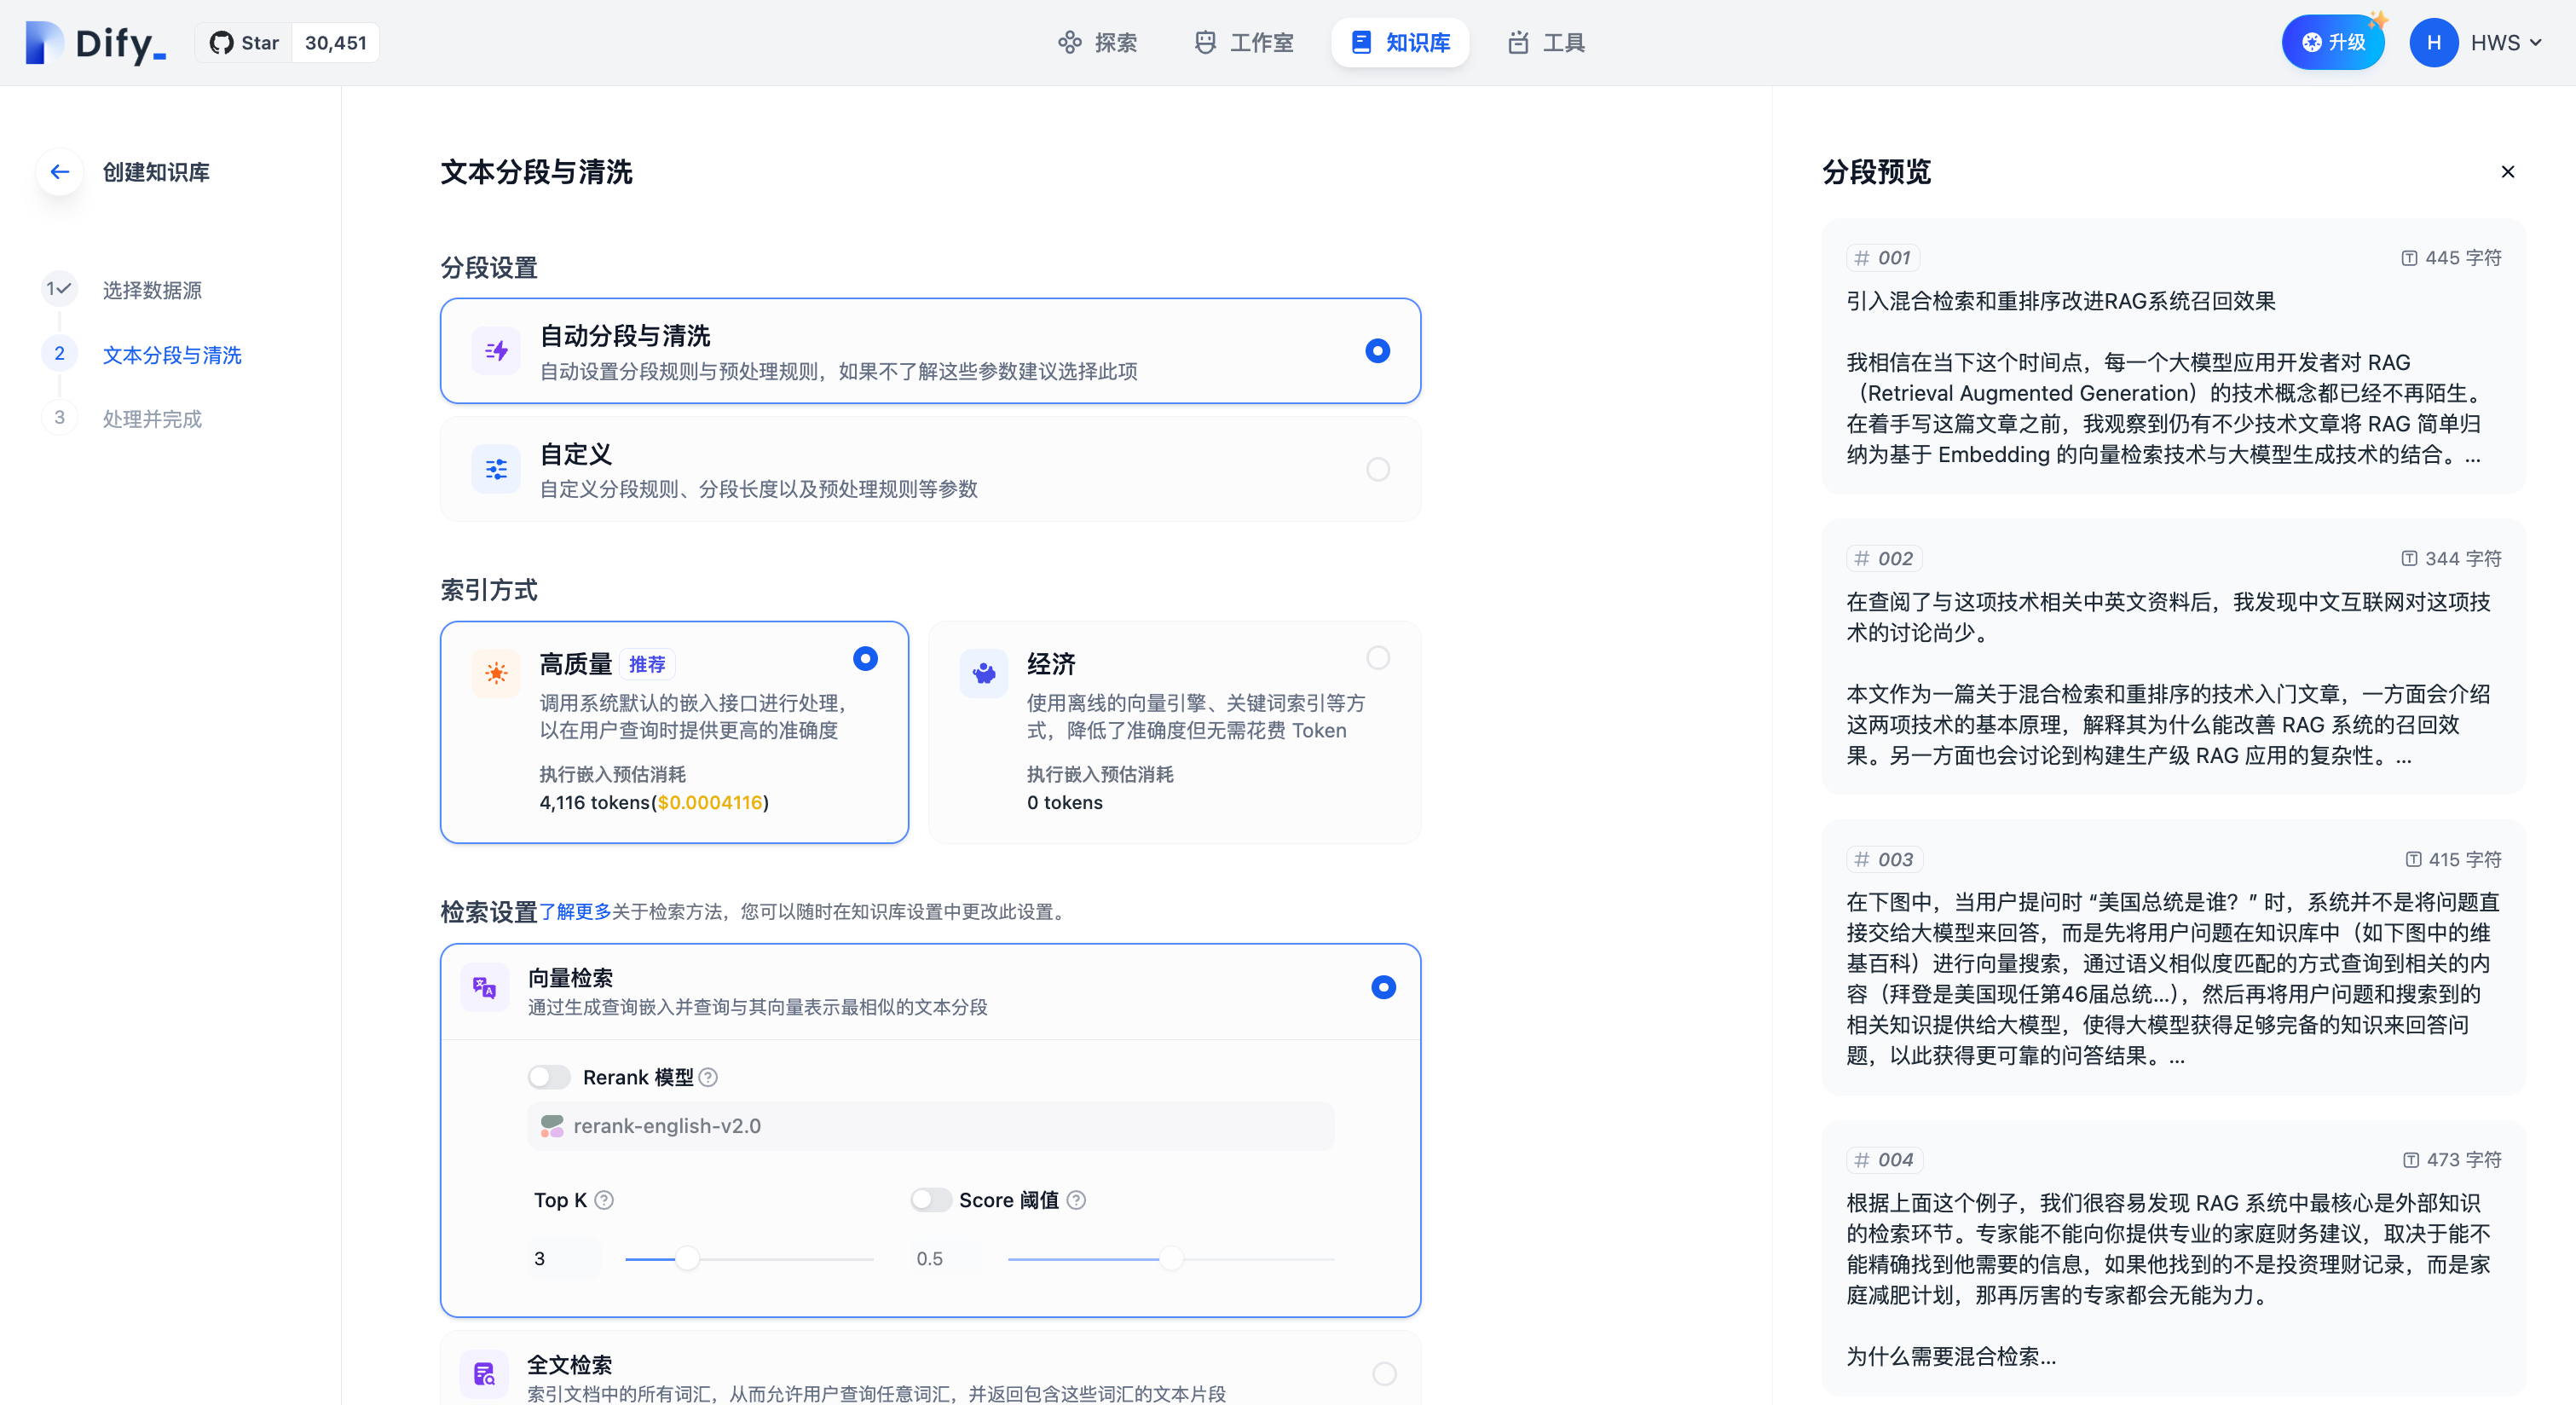 Dify_
Star 30,451
探索
工作室
知识库
工具
升级
H
HWS
创建知识库
1
选择数据源
2
文本分段与清洗
3
处理并完成
文本分段与清洗
分段设置
自动分段与清洗
自动设置分段规则与预处理规则，如果不了解这些参数建议选择此项
自定义
自定义分段规则、分段长度以及预处理规则等参数
索引方式
高质量 推荐
调用系统默认的嵌入接口进行处理，
以在用户查询时提供更高的准确度
执行嵌入预估消耗
4,116 tokens($0.0004116)
经济
使用离线的向量引擎、关键词索引等方
式，降低了准确度但无需花费 Token
执行嵌入预估消耗
0 tokens
检索设置了解更多关于检索方法，您可以随时在知识库设置中更改此设置。
向量检索
通过生成查询嵌入并查询与其向量表示最相似的文本分段
Rerank 模型
rerank-english-v2.0
Top K
3
Score 阈值
0.5
全文检索
索引文档中的所有词汇，从而允许用户查询任意词汇，并返回包含这些词汇的文本片段
分段预览
# 001
445 字符
引入混合检索和重排序改进RAG系统召回效果
我相信在当下这个时间点，每一个大模型应用开发者对 RAG
（Retrieval Augmented Generation）的技术概念都已经不再陌生。
在着手写这篇文章之前，我观察到仍有不少技术文章将 RAG 简单归
纳为基于 Embedding 的向量检索技术与大模型生成技术的结合。...
# 002
344 字符
在查阅了与这项技术相关中英文资料后，我发现中文互联网对这项技
术的讨论尚少。
本文作为一篇关于混合检索和重排序的技术入门文章，一方面会介绍
这两项技术的基本原理，解释其为什么能改善 RAG 系统的召回效
果。另一方面也会讨论到构建生产级 RAG 应用的复杂性。...
# 003
415 字符
在下图中，当用户提问时 “美国总统是谁？” 时，系统并不是将问题直
接交给大模型来回答，而是先将用户问题在知识库中（如下图中的维
基百科）进行向量搜索，通过语义相似度匹配的方式查询到相关的内
容（拜登是美国现任第46届总统...），然后再将用户问题和搜索到的
相关知识提供给大模型，使得大模型获得足够完备的知识来回答问
题，以此获得更可靠的问答结果。...
# 004
473 字符
根据上面这个例子，我们很容易发现 RAG 系统中最核心是外部知识
的检索环节。专家能不能向你提供专业的家庭财务建议，取决于能不
能精确找到他需要的信息，如果他找到的不是投资理财记录，而是家
庭减肥计划，那再厉害的专家都会无能为力。
为什么需要混合检索...